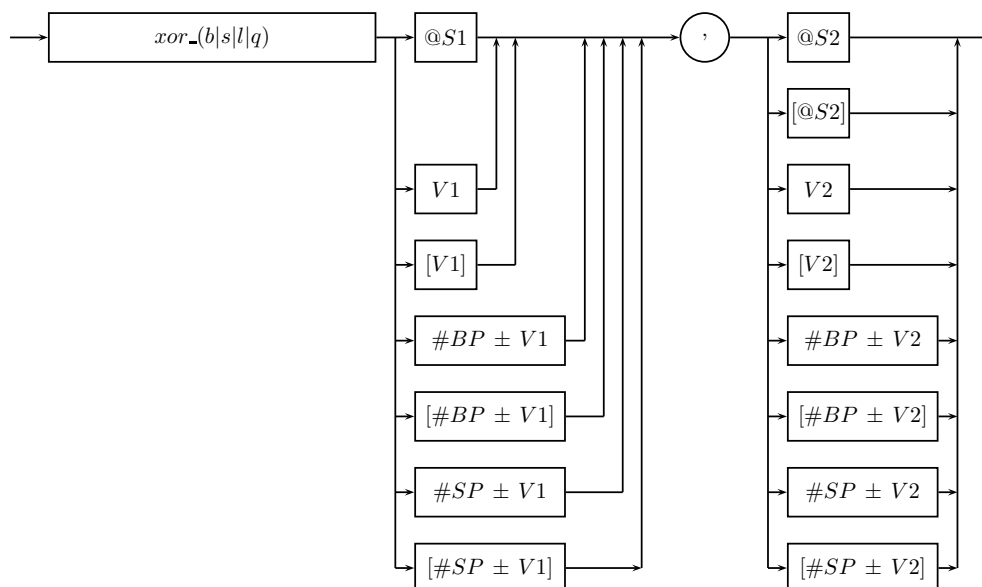 xor_(b|s|l|q) @S1 , @S2
[@S2]
V1 V2
[V1] [V2]
#BP ± V1 #BP ± V2
[#BP ± V1] [#BP ± V2]
#SP ± V1 #SP ± V2
[#SP ± V1] [#SP ± V2]